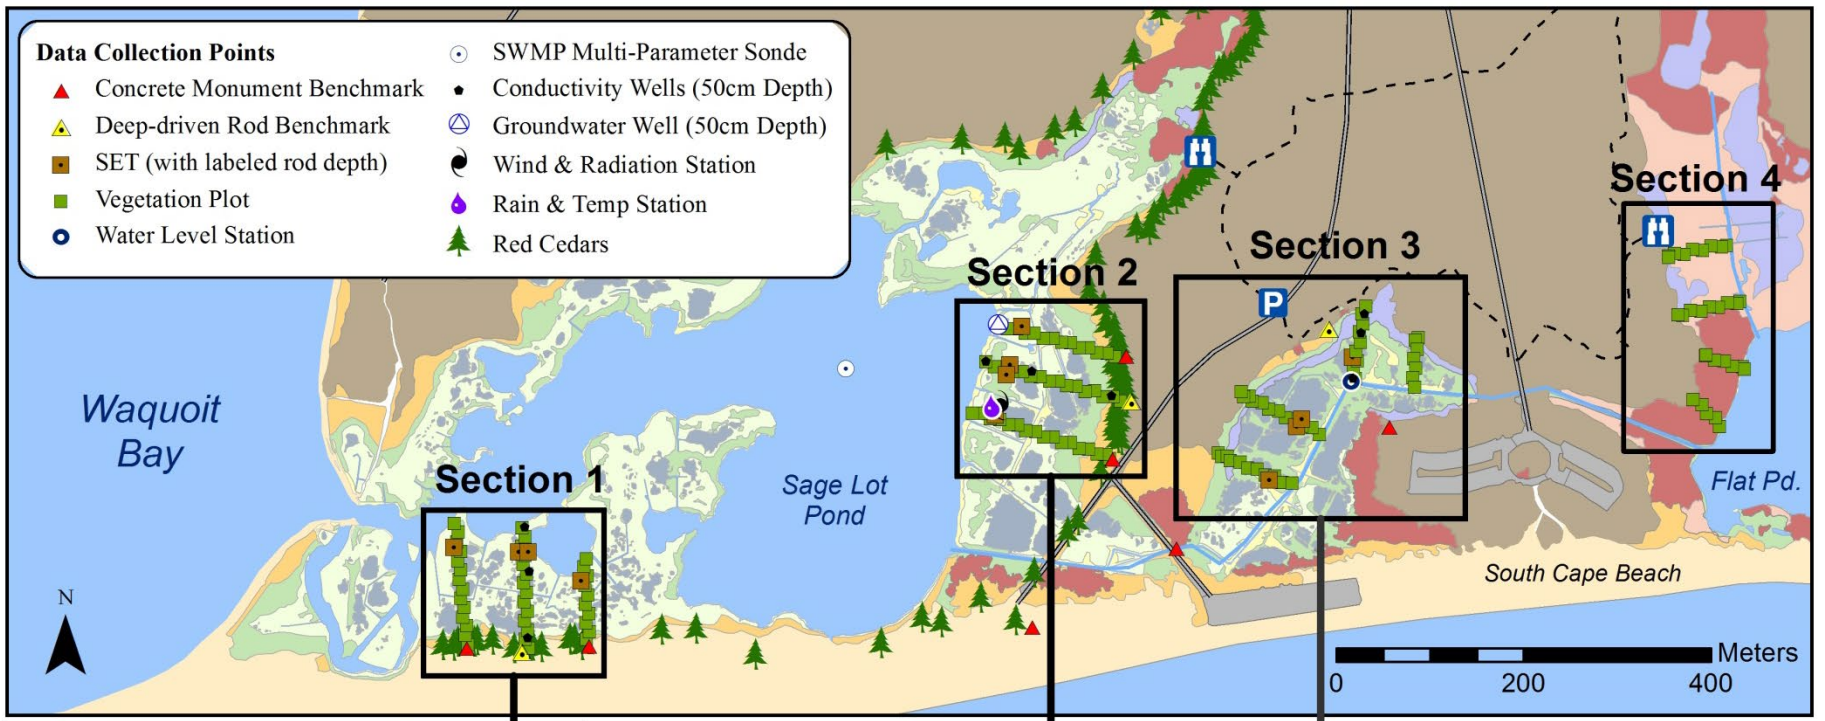 Data Collection Points
Concrete Monument Benchmark
Deep-driven Rod Benchmark
SET (with labeled rod depth)
Vegetation Plot
Water Level Station
SWMP Multi-Parameter Sonde
Conductivity Wells (50cm Depth)
Groundwater Well (50cm Depth)
Wind & Radiation Station
Rain & Temp Station
Red Cedars
Section 4
Section 3
Section 2
P
Waquoit
Bay
Section 1
Sage Lot
Pond
Flat Pd.
South Cape Beach
N
Meters
0
200
400